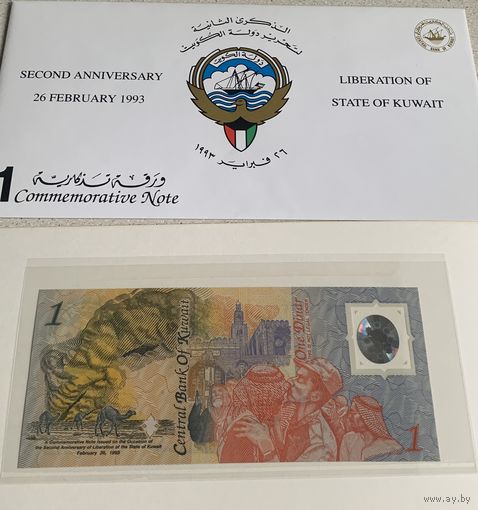 الذكرى الثانية
لتحرير دولة الكويت
دولة الكويت
SECOND ANNIVERSARY
26 FEBRUARY 1993
LIBERATION OF
STATE OF KUWAIT
٢٦ فبراير ١٩٩٣
1
ورقة تذكارية
Commemorative Note
1
Central Bank Of Kuwait
One Dinar
1
A Commemorative Note Issued on the Occasion of
the Second Anniversary of Liberation of the State of Kuwait
February 26, 1993
www.ay.by